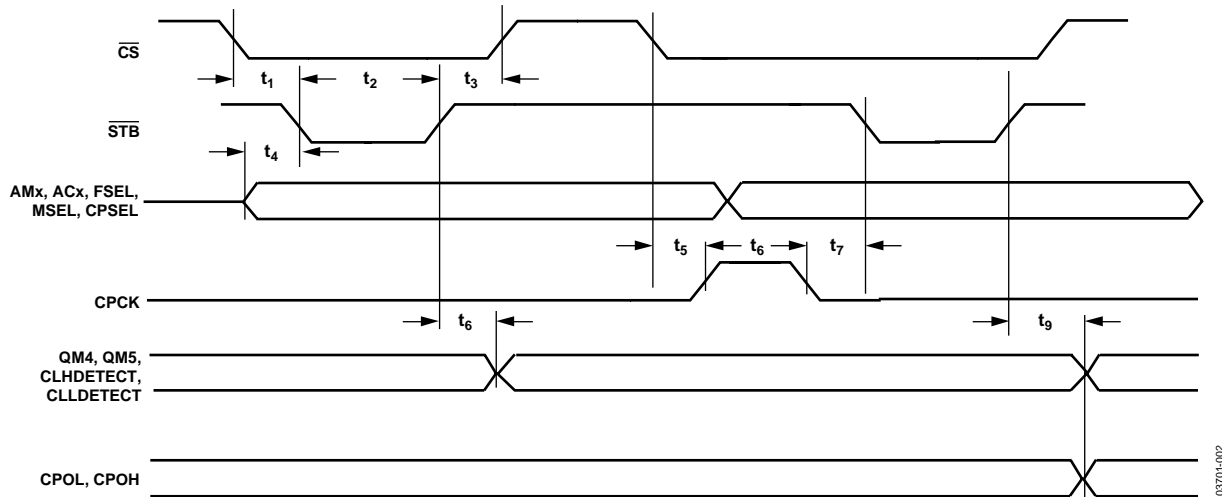 CS
t1
t2
t3
STB
t4
AMx, ACx, FSEL,
MSEL, CPSEL
t5
t6
t7
CPCK
t6
t9
QM4, QM5,
CLHDETECT,
CLLDETECT
CPOL, CPOH
03701-002